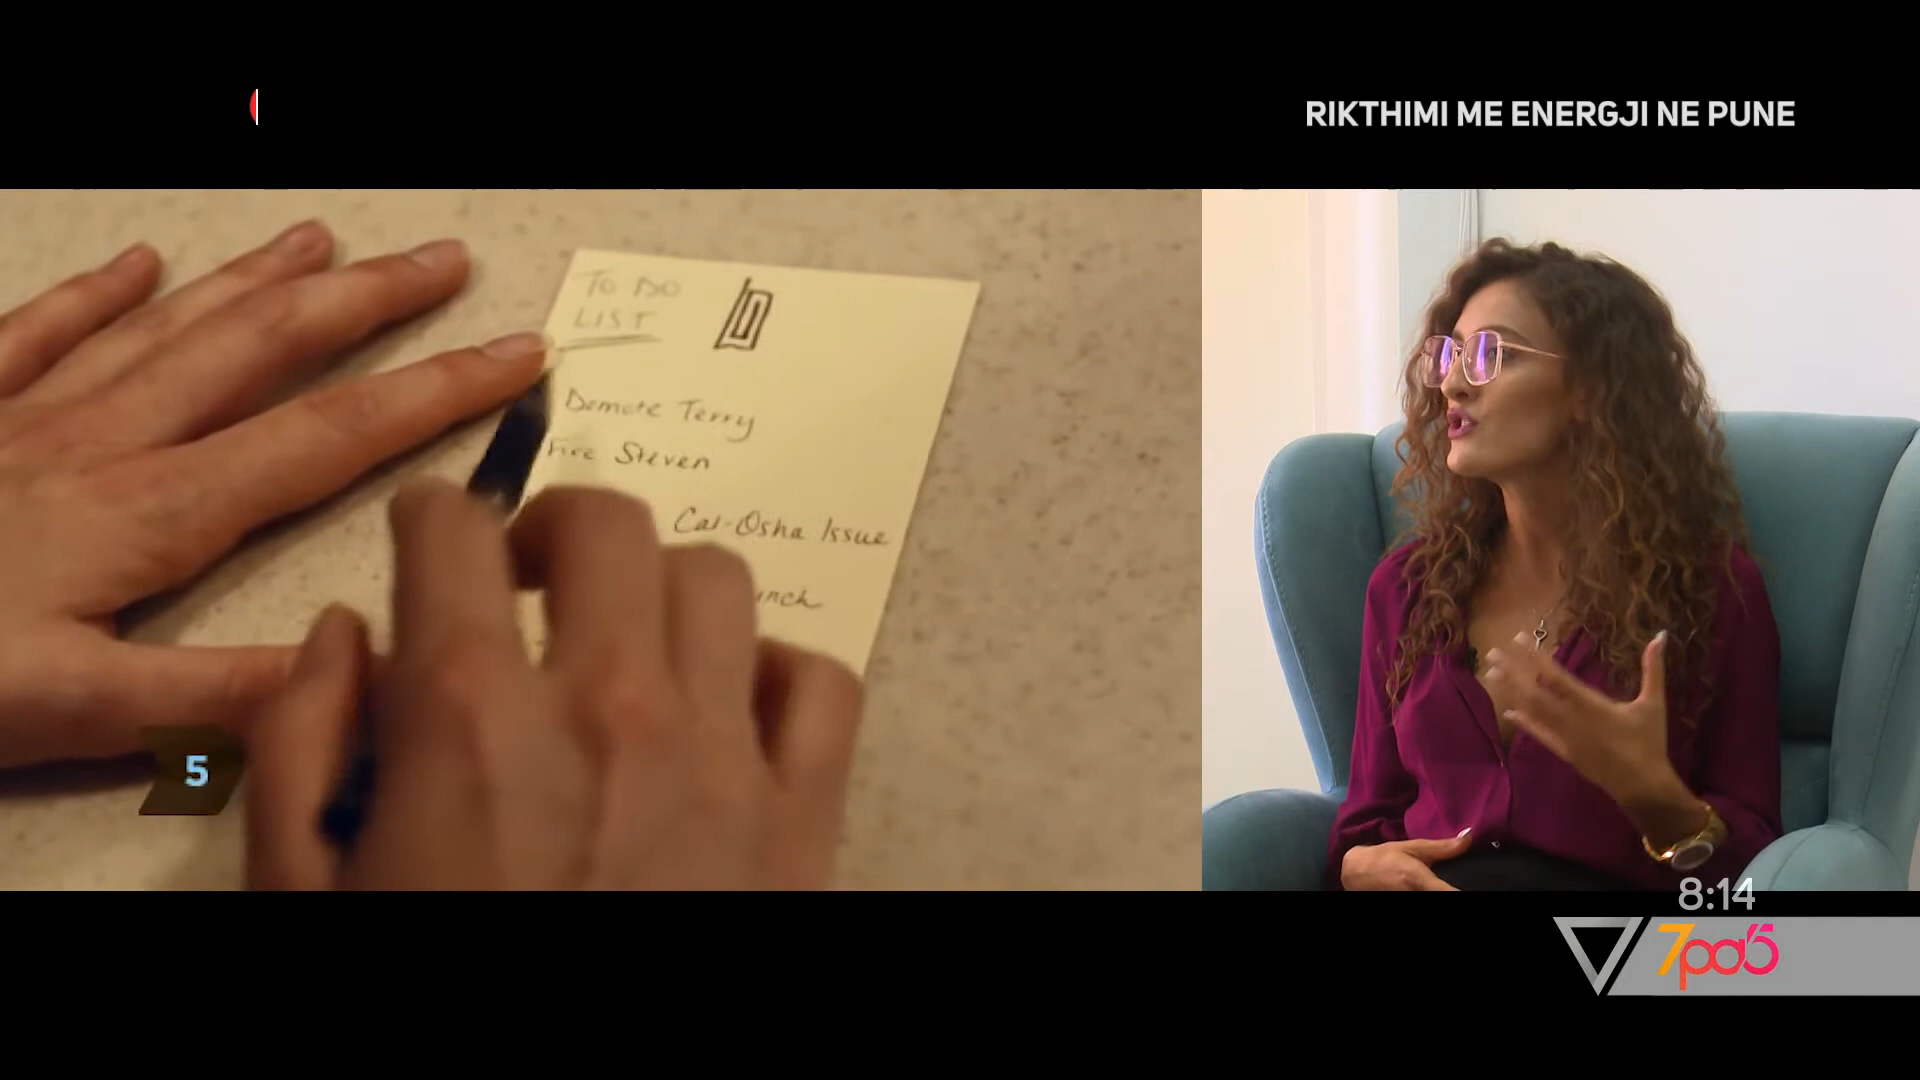 RIKTHIMI ME ENERGJI NE PUNE
TO DO
LIST
Demote Terry
Fire Steven
Cal-Osha Issue
5
8:14
7pa5